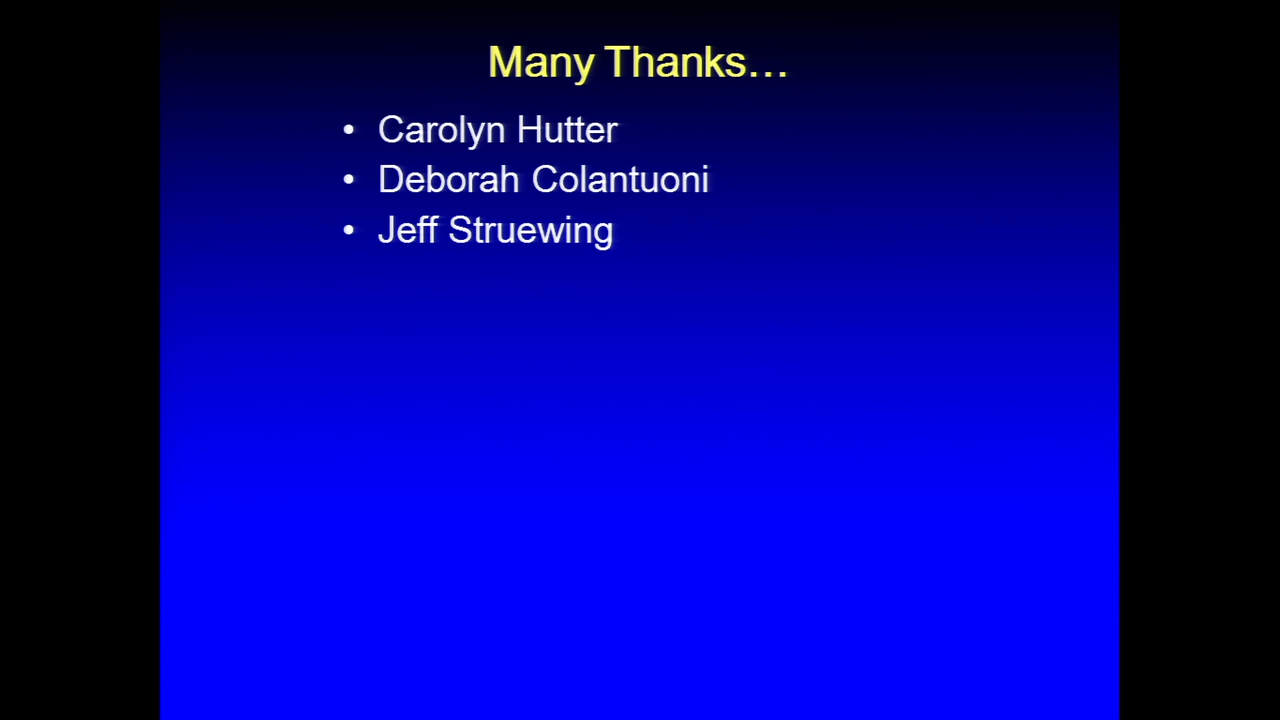 Many Thanks…
• Carolyn Hutter
• Deborah Colantuoni
• Jeff Struewing